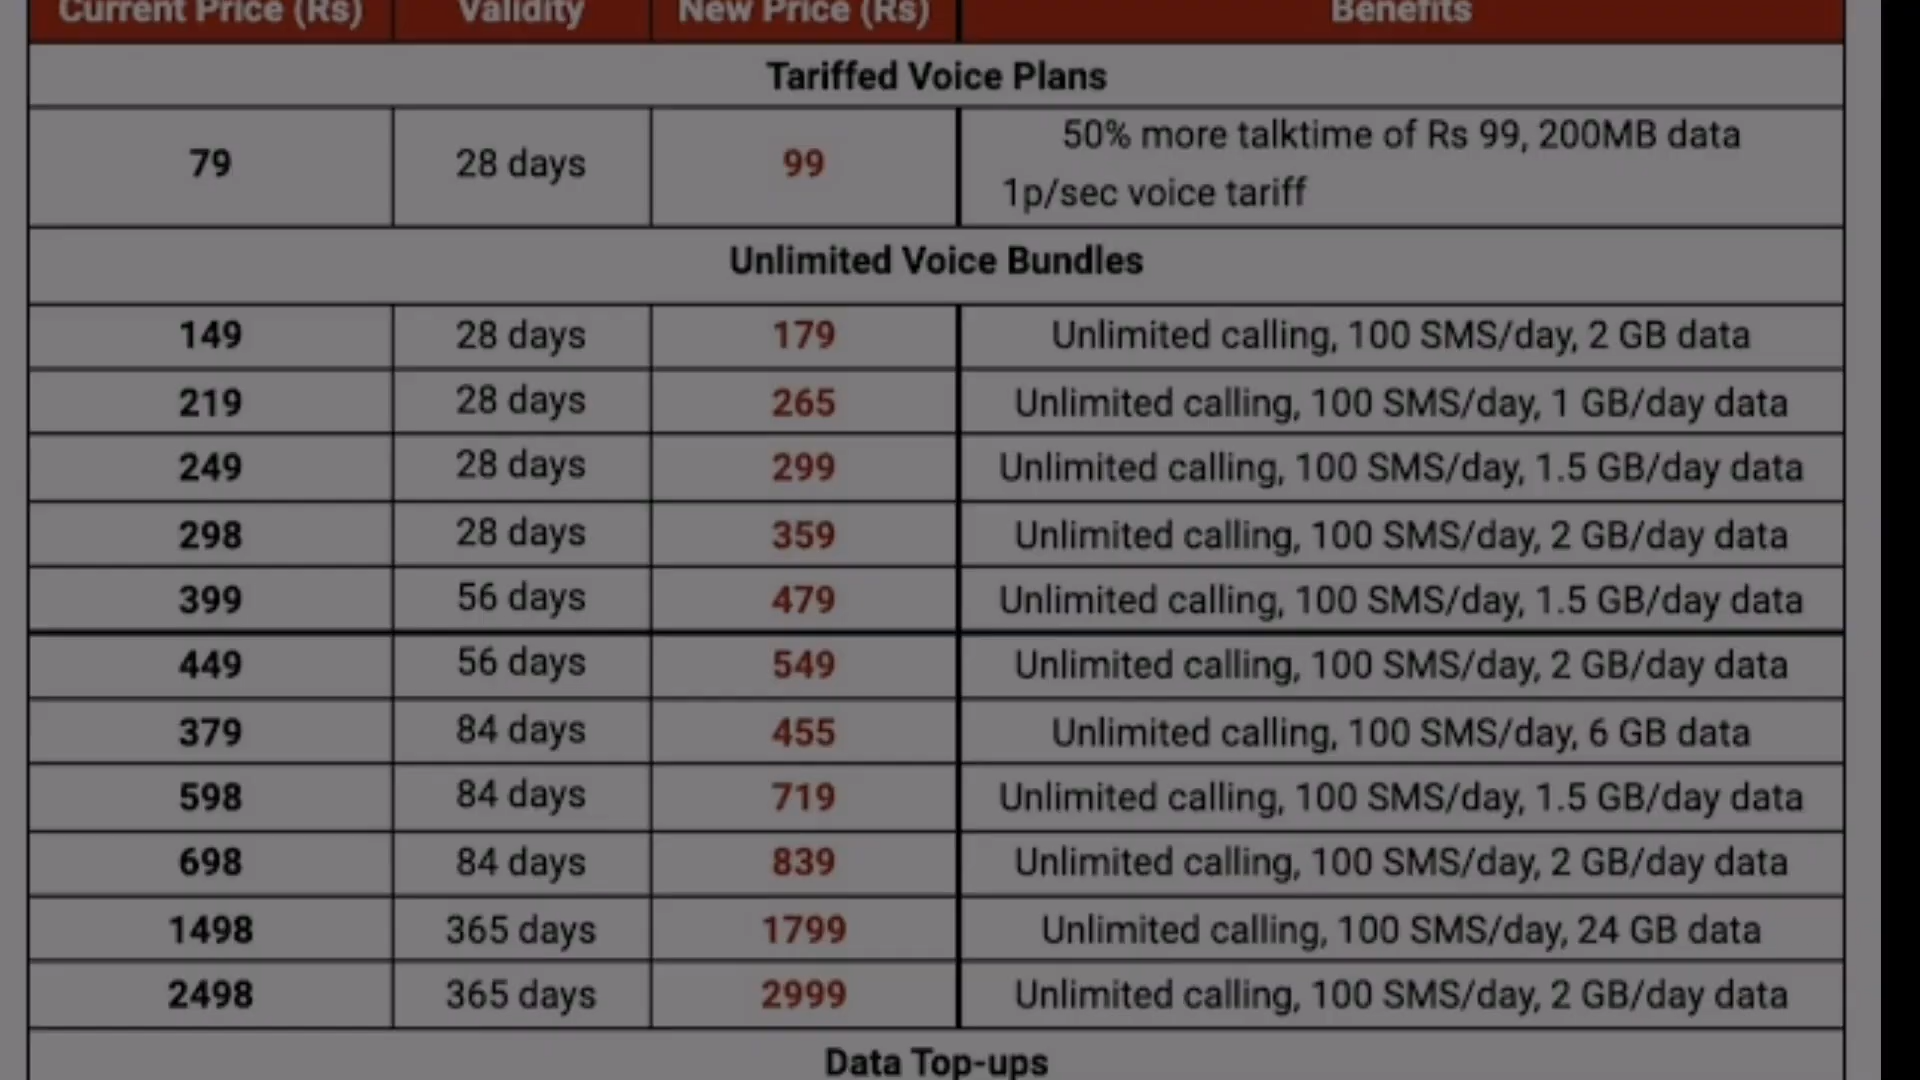 Current Price (Rs) Validity New Price (Rs) Benefits
Tariffed Voice Plans
79 28 days 99 50% more talktime of Rs 99, 200MB data
1p/sec voice tariff
Unlimited Voice Bundles
149 28 days 179 Unlimited calling, 100 SMS/day, 2 GB data
219 28 days 265 Unlimited calling, 100 SMS/day, 1 GB/day data
249 28 days 299 Unlimited calling, 100 SMS/day, 1.5 GB/day data
298 28 days 359 Unlimited calling, 100 SMS/day, 2 GB/day data
399 56 days 479 Unlimited calling, 100 SMS/day, 1.5 GB/day data
449 56 days 549 Unlimited calling, 100 SMS/day, 2 GB/day data
379 84 days 455 Unlimited calling, 100 SMS/day, 6 GB data
598 84 days 719 Unlimited calling, 100 SMS/day, 1.5 GB/day data
698 84 days 839 Unlimited calling, 100 SMS/day, 2 GB/day data
1498 365 days 1799 Unlimited calling, 100 SMS/day, 24 GB data
2498 365 days 2999 Unlimited calling, 100 SMS/day, 2 GB/day data
Data Top-ups